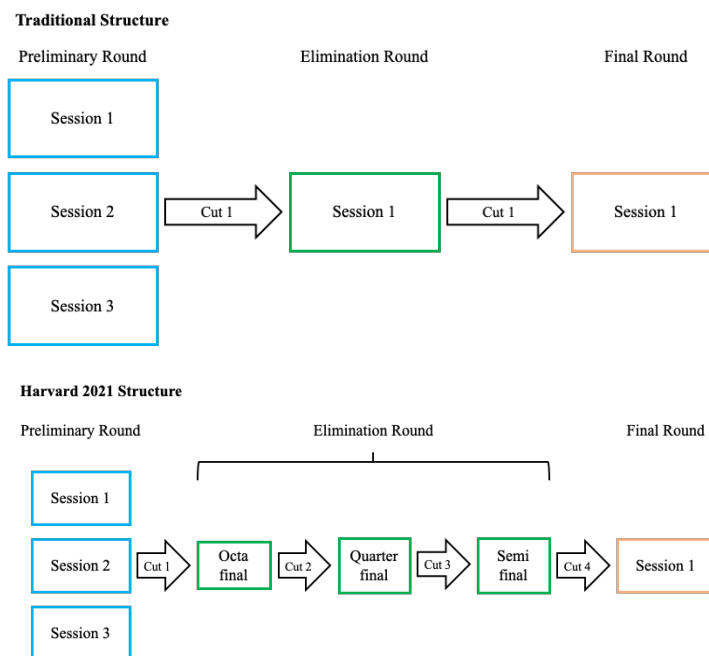 Traditional Structure
Preliminary Round
Elimination Round
Final Round
Session 1
Session 2
Cut 1
Session 1
Cut 1
Session 1
Session 3
Harvard 2021 Structure
Preliminary Round
Elimination Round
Final Round
Session 1
Session 2
Cut 1
Octa
final
Cut 2
Quarter
final
Cut 3
Semi
final
Cut 4
Session 1
Session 3